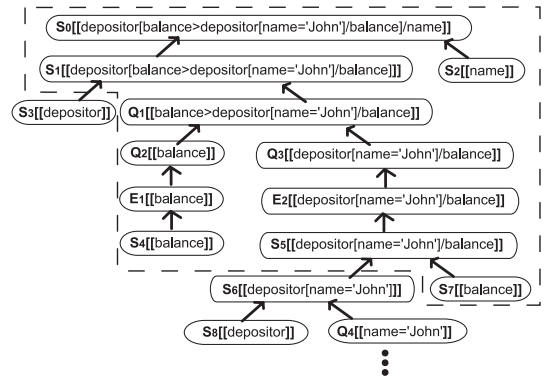 S0[[depositor[balance>depositor[name='John']/balance]/name]]
S1[[depositor[balance>depositor[name='John']/balance]]]
S2[[name]]
S3[[depositor]]
Q1[[balance>depositor[name='John']/balance]]
Q2[[balance]]
Q3[[depositor[name='John']/balance]]
E1[[balance]]
E2[[depositor[name='John']/balance]]
S4[[balance]]
S5[[depositor[name='John']/balance]]
S6[[depositor[name='John']]]
S7[[balance]]
S8[[depositor]]
Q4[[name='John']]